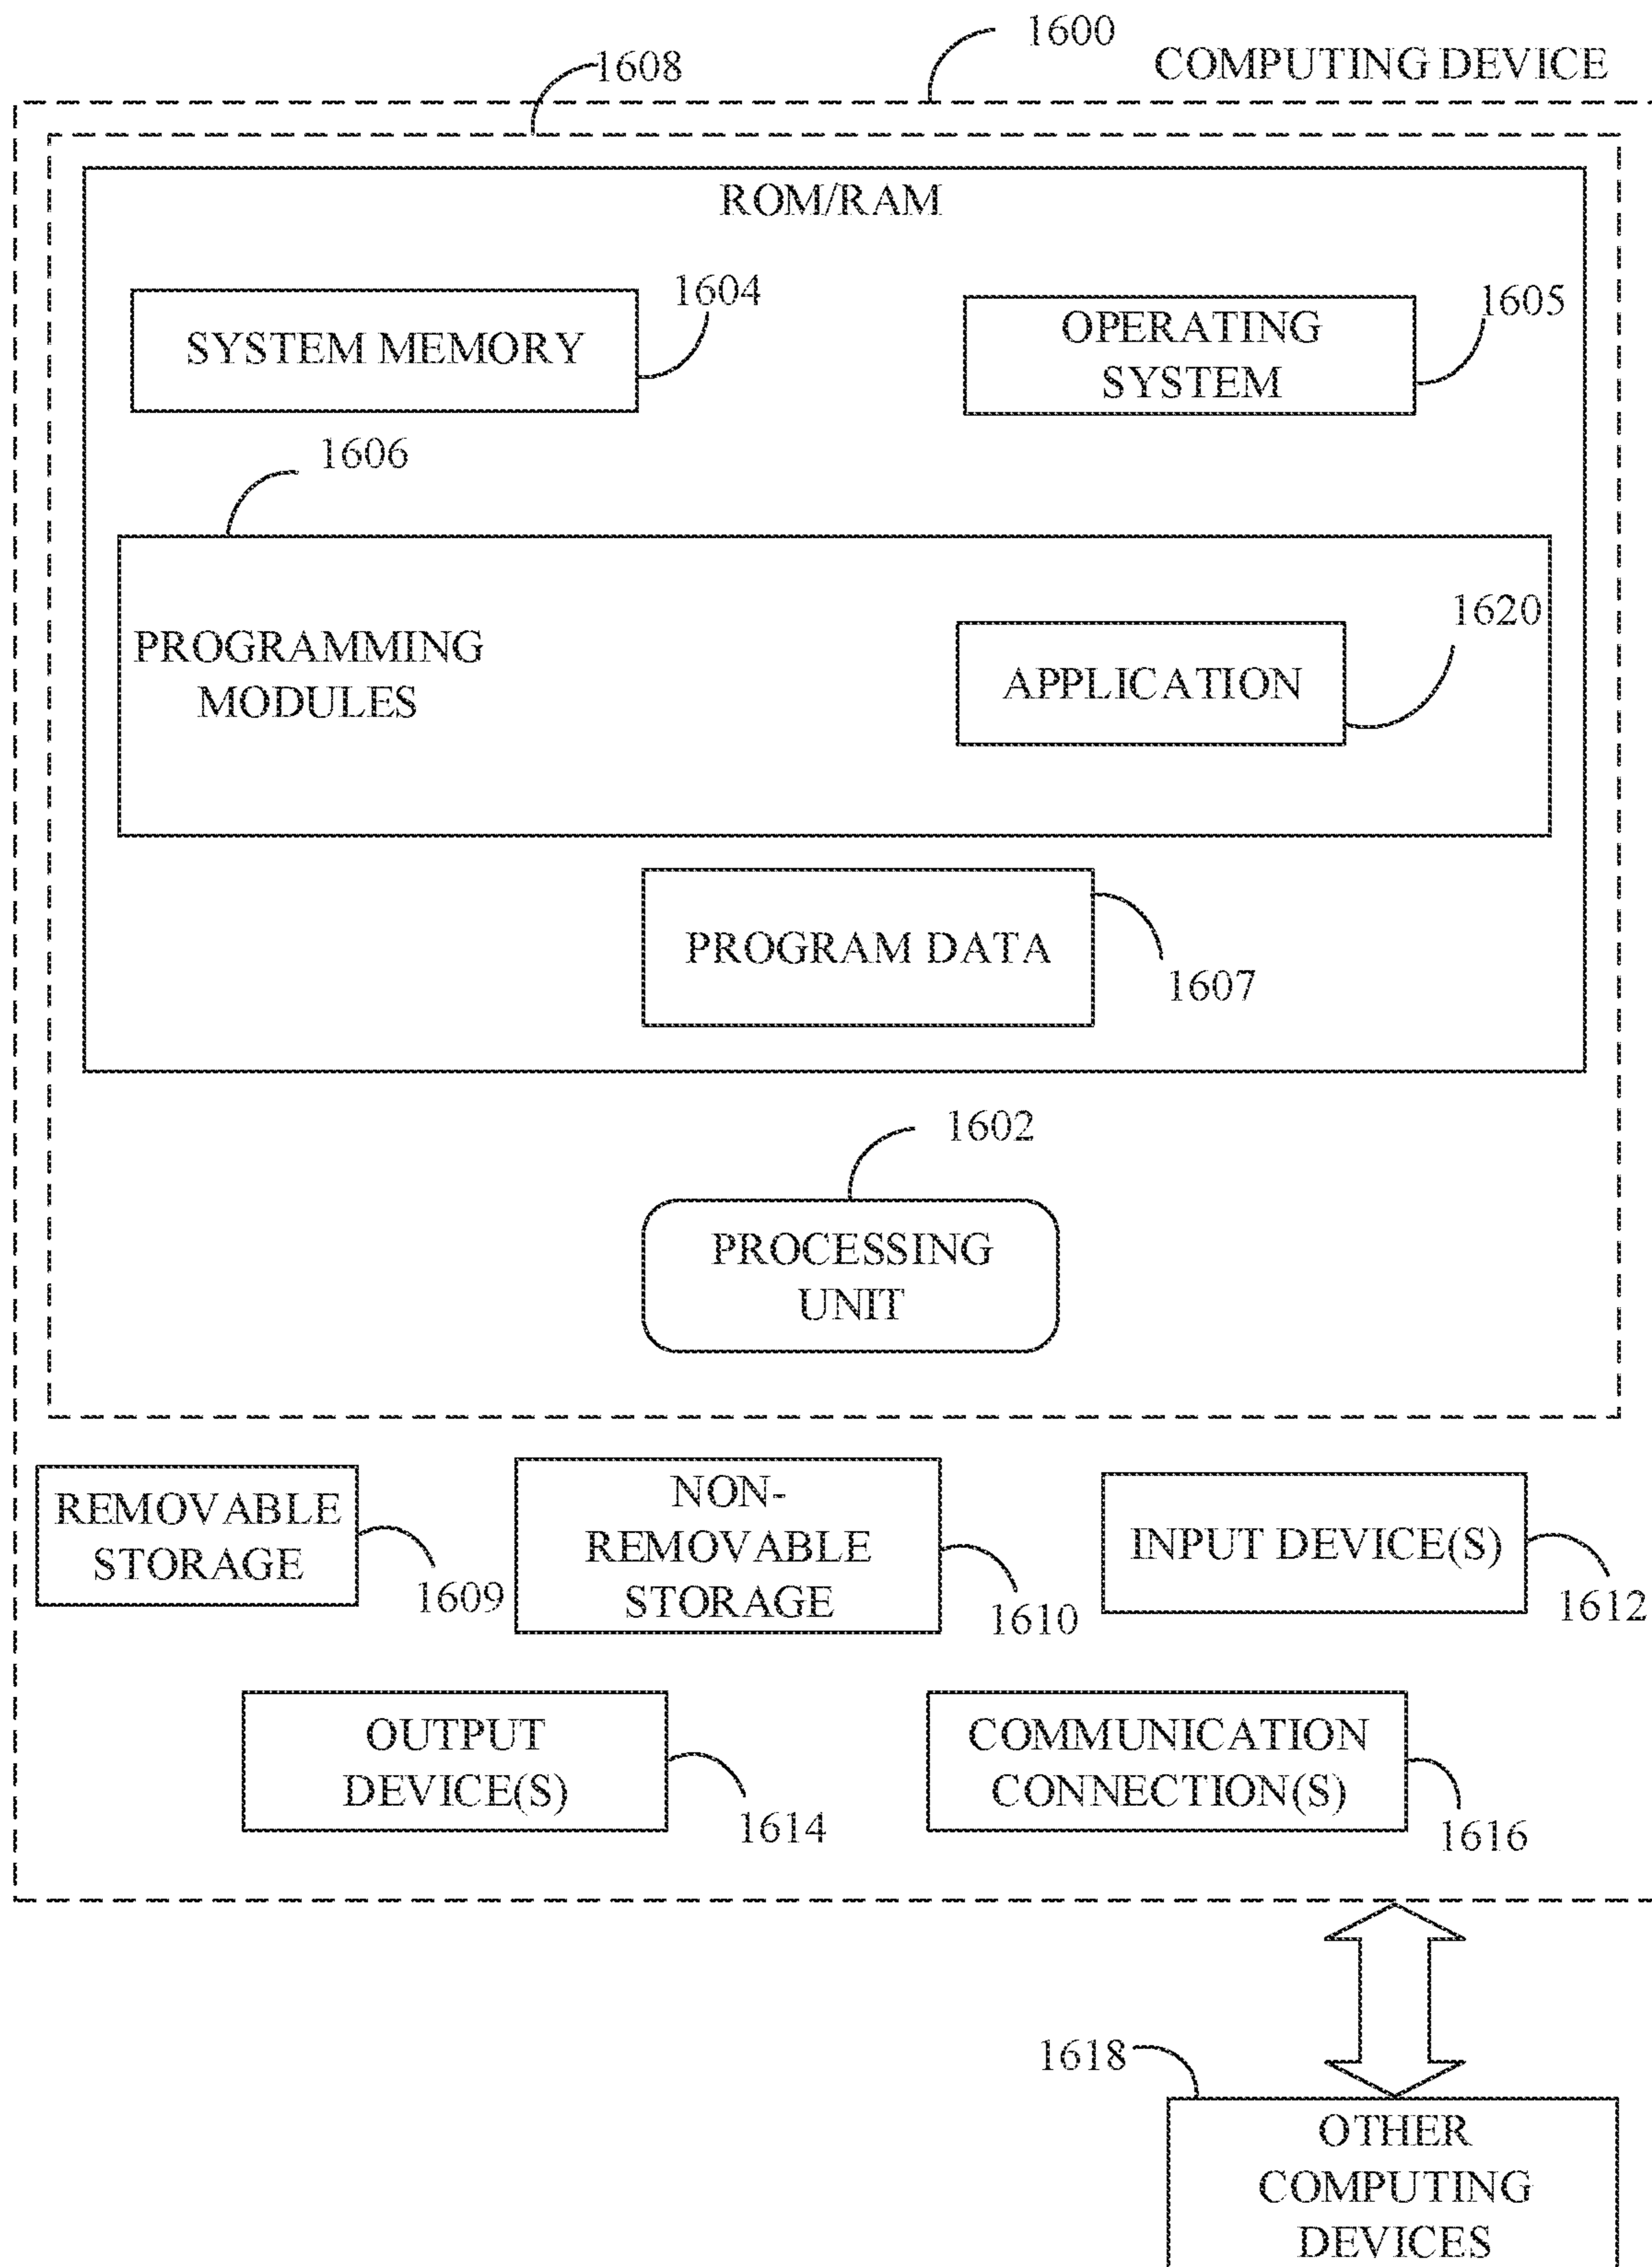 1600
COMPUTING DEVICE
1608
ROM/RAM
1604
SYSTEM MEMORY
1605
OPERATING
SYSTEM
1606
PROGRAMMING
MODULES
1620
APPLICATION
PROGRAM DATA
1607
1602
PROCESSING
UNIT
REMOVABLE
STORAGE
1609
NON-
REMOVABLE
STORAGE
1610
INPUT DEVICE(S)
1612
OUTPUT
DEVICE(S)
1614
COMMUNICATION
CONNECTION(S)
1616
1618
OTHER
COMPUTING
DEVICES